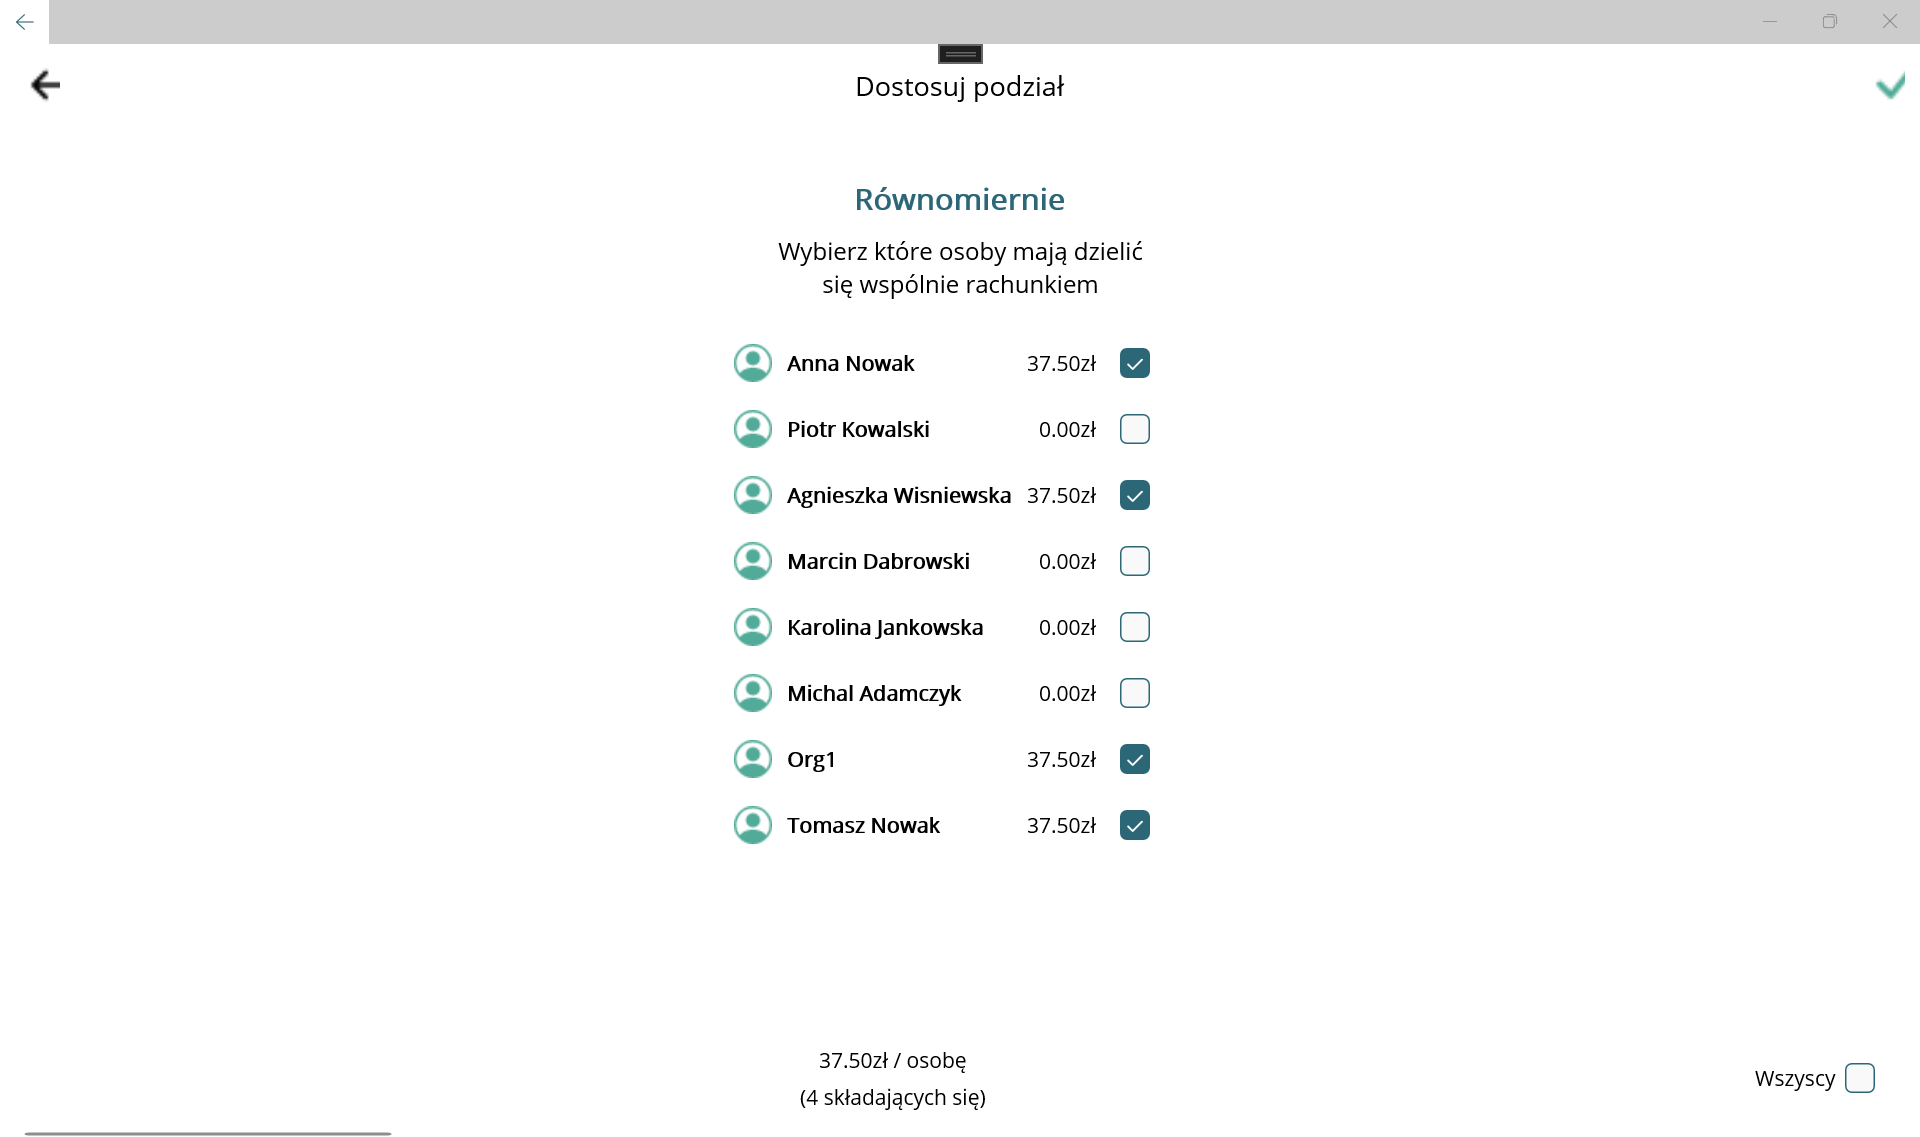 Dostosuj podział
Równomiernie
Wybierz które osoby mają dzielić
się wspólnie rachunkiem
Anna Nowak 37.50zł
Piotr Kowalski 0.00zł
Agnieszka Wisniewska 37.50zł
Marcin Dabrowski 0.00zł
Karolina Jankowska 0.00zł
Michal Adamczyk 0.00zł
Org1 37.50zł
Tomasz Nowak 37.50zł
37.50zł / osobę
(4 składających się)
Wszyscy